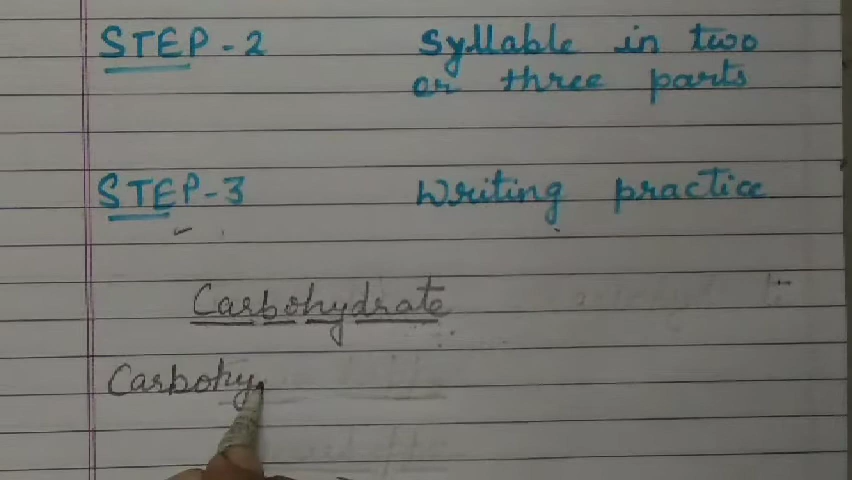 STEP-2 Syllable in two
or three parts
STEP-3 Writing practice
Carbohydrate
Carbohy